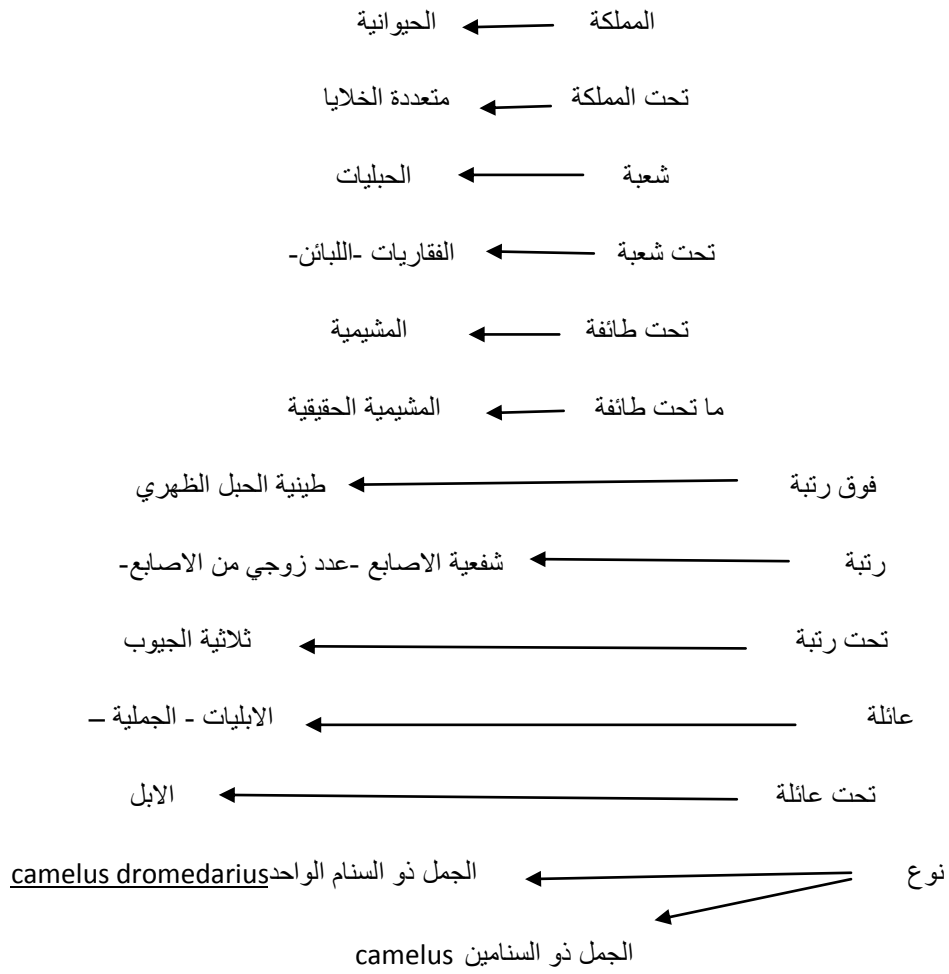 المملكة الحيوانية
تحت المملكة متعددة الخلايا
شعبة الحبليات
تحت شعبة الفقاريات -اللبائن-
تحت طائفة المشيمية
ما تحت طائفة المشيمية الحقيقية
فوق رتبة طينية الحبل الظهري
رتبة شفعية الاصابع -عدد زوجي من الاصابع-
تحت رتبة ثلاثية الجيوب
عائلة الابليات - الجملية –
تحت عائلة الابل
نوع الجمل ذو السنام الواحدcamelus dromedarius
الجمل ذو السنامين camelus